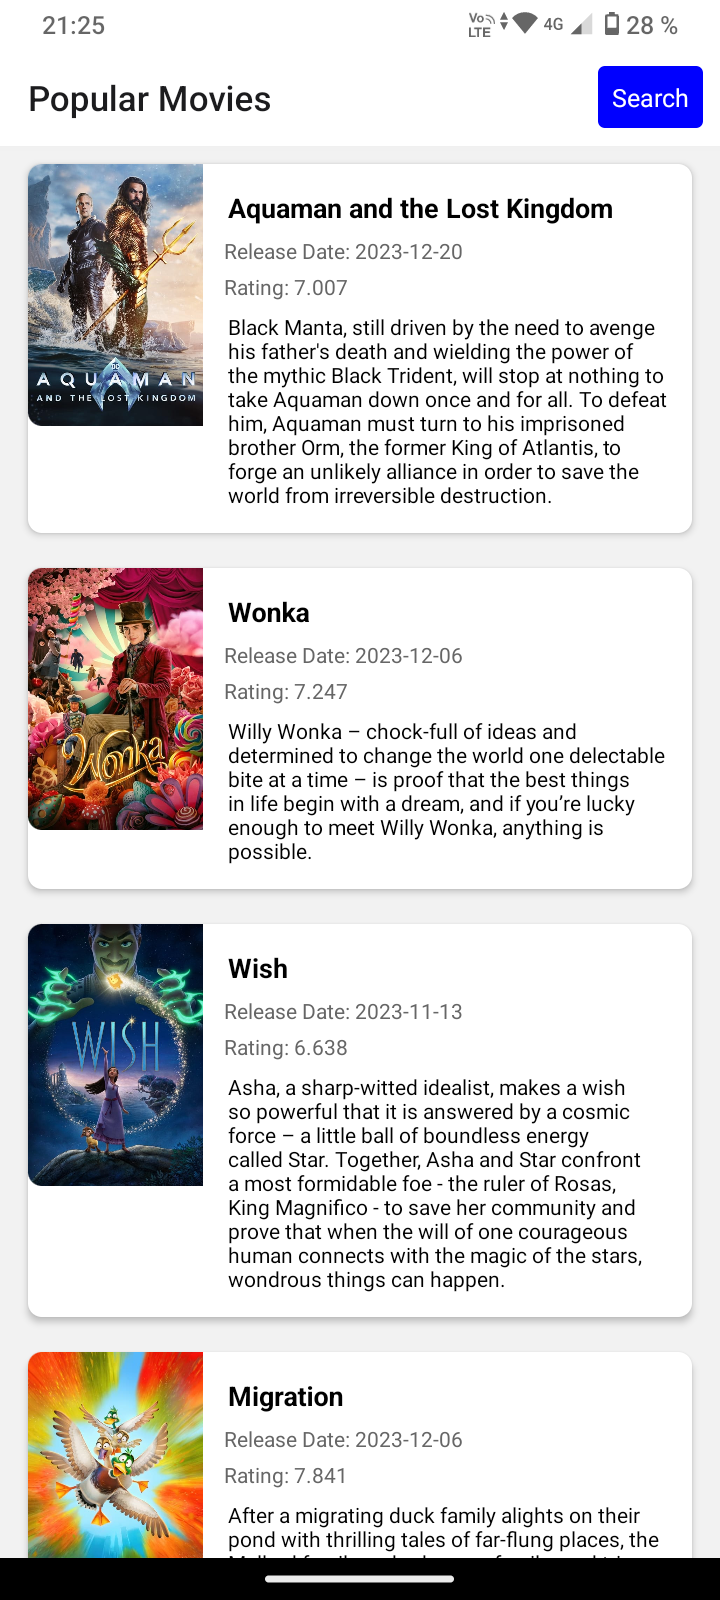 21:25
Vo LTE
4G
28 %
Popular Movies
Search
AQUAMAN
AND THE LOST KINGDOM
Aquaman and the Lost Kingdom
Release Date: 2023-12-20
Rating: 7.007
Black Manta, still driven by the need to avenge
his father's death and wielding the power of
the mythic Black Trident, will stop at nothing to
take Aquaman down once and for all. To defeat
him, Aquaman must turn to his imprisoned
brother Orm, the former King of Atlantis, to
forge an unlikely alliance in order to save the
world from irreversible destruction.
Wonka
Wonka
Release Date: 2023-12-06
Rating: 7.247
Willy Wonka – chock-full of ideas and
determined to change the world one delectable
bite at a time – is proof that the best things
in life begin with a dream, and if you’re lucky
enough to meet Willy Wonka, anything is
possible.
WISH
Wish
Release Date: 2023-11-13
Rating: 6.638
Asha, a sharp-witted idealist, makes a wish
so powerful that it is answered by a cosmic
force – a little ball of boundless energy
called Star. Together, Asha and Star confront
a most formidable foe - the ruler of Rosas,
King Magnifico - to save her community and
prove that when the will of one courageous
human connects with the magic of the stars,
wondrous things can happen.
Migration
Release Date: 2023-12-06
Rating: 7.841
After a migrating duck family alights on their
pond with thrilling tales of far-flung places, the